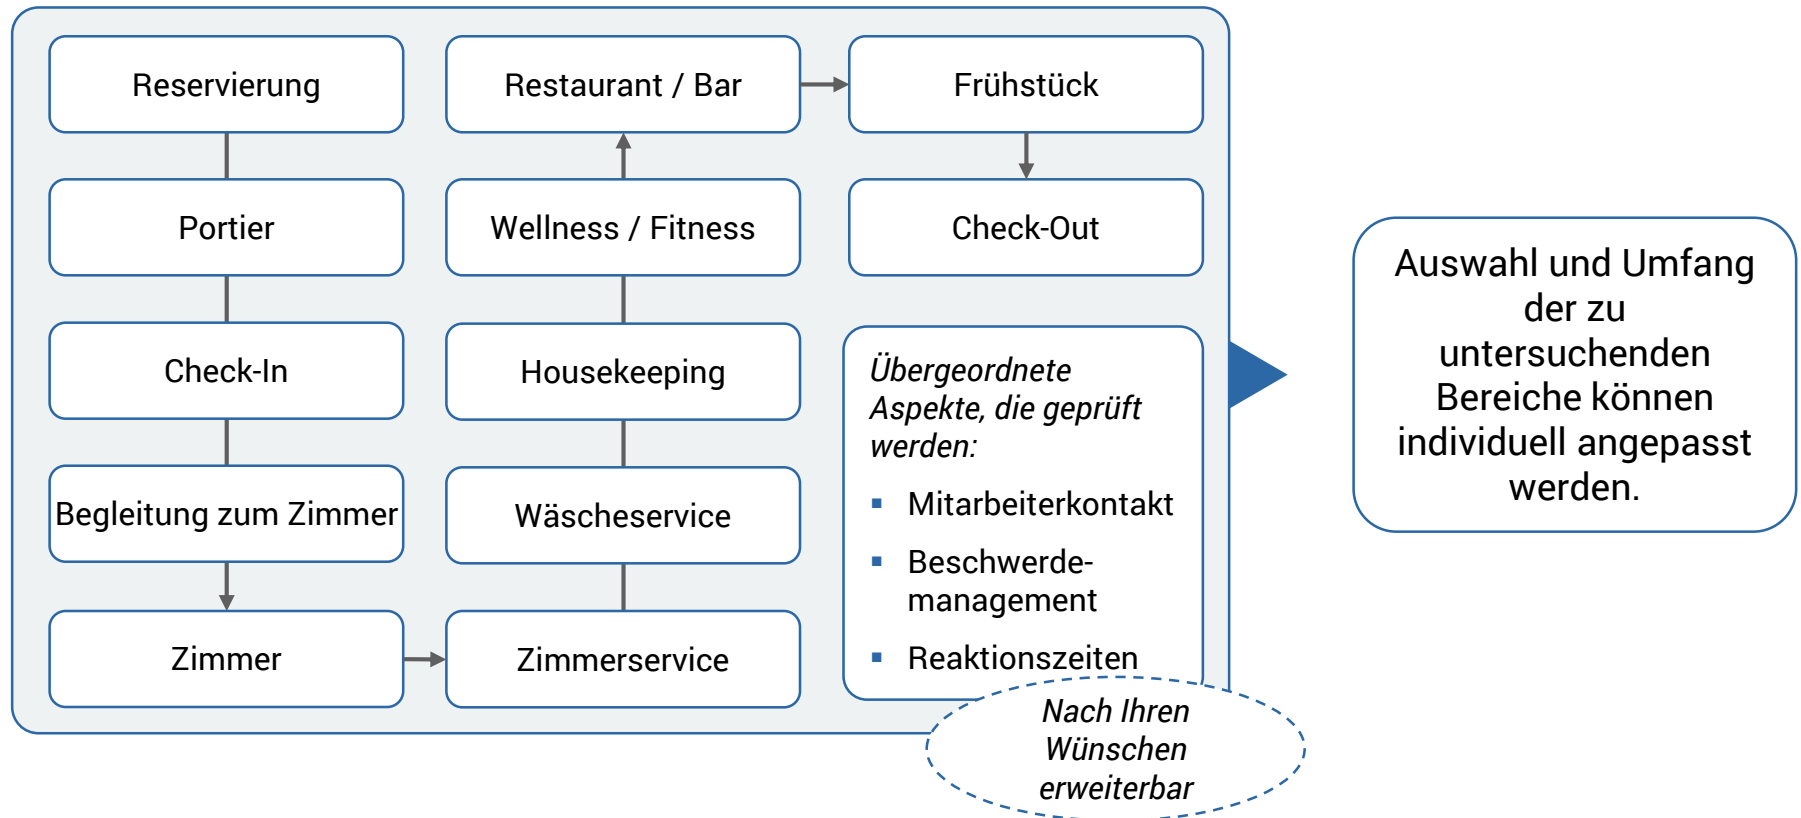 Reservierung
Portier
Check-In
Begleitung zum Zimmer
Zimmer
Zimmerservice
Wäscheservice
Housekeeping
Wellness / Fitness
Restaurant / Bar
Frühstück
Check-Out
Übergeordnete
Aspekte, die geprüft
werden:
▪ Mitarbeiterkontakt
▪ Beschwerde-
management
▪ Reaktionszeiten
Nach Ihren
Wünschen
erweiterbar
Auswahl und Umfang
der zu
untersuchenden
Bereiche können
individuell angepasst
werden.